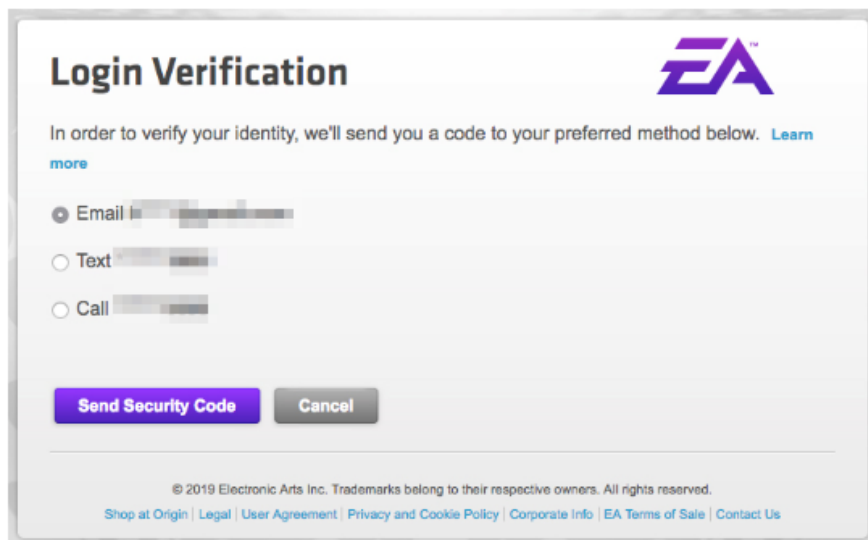 EA™
Login Verification
In order to verify your identity, we'll send you a code to your preferred method below. Learn
more
Email
Text
Call
Send Security Code
Cancel
© 2019 Electronic Arts Inc. Trademarks belong to their respective owners. All rights reserved.
Shop at Origin | Legal | User Agreement | Privacy and Cookie Policy | Corporate Info | EA Terms of Sale | Contact Us